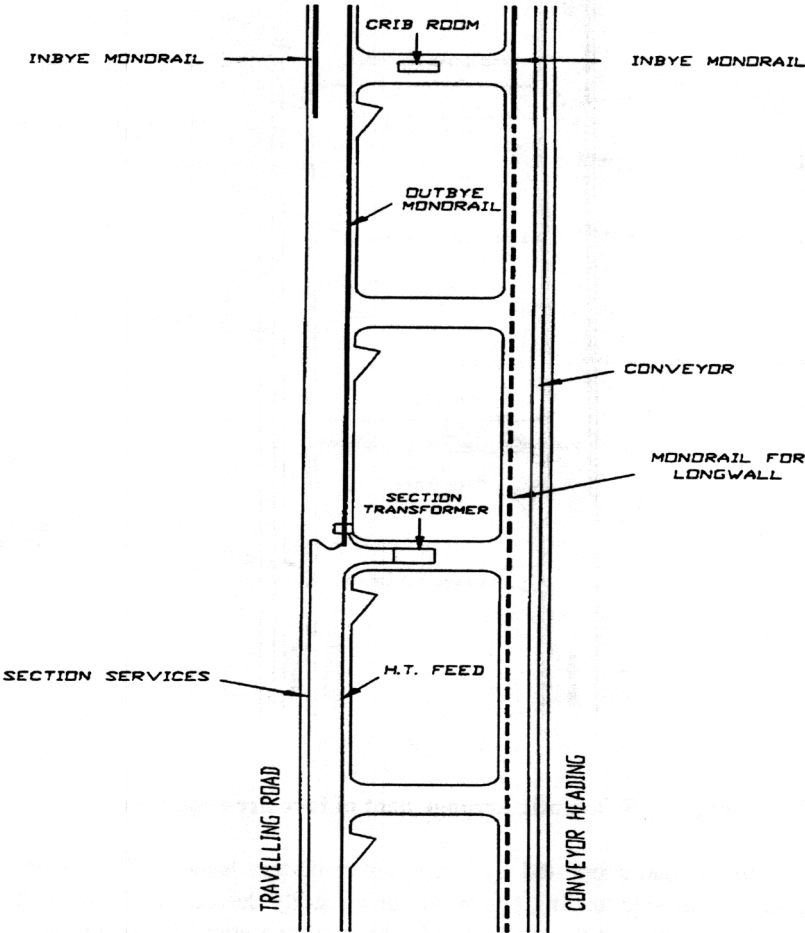 CRIB ROOM
INBYE MONORAIL
INBYE MONORAIL
OUTBYE
MONORAIL
CONVEYOR
MONORAIL FOR
LONGWALL
SECTION
TRANSFORMER
SECTION SERVICES
H.T. FEED
TRAVELLING ROAD
CONVEYOR HEADING